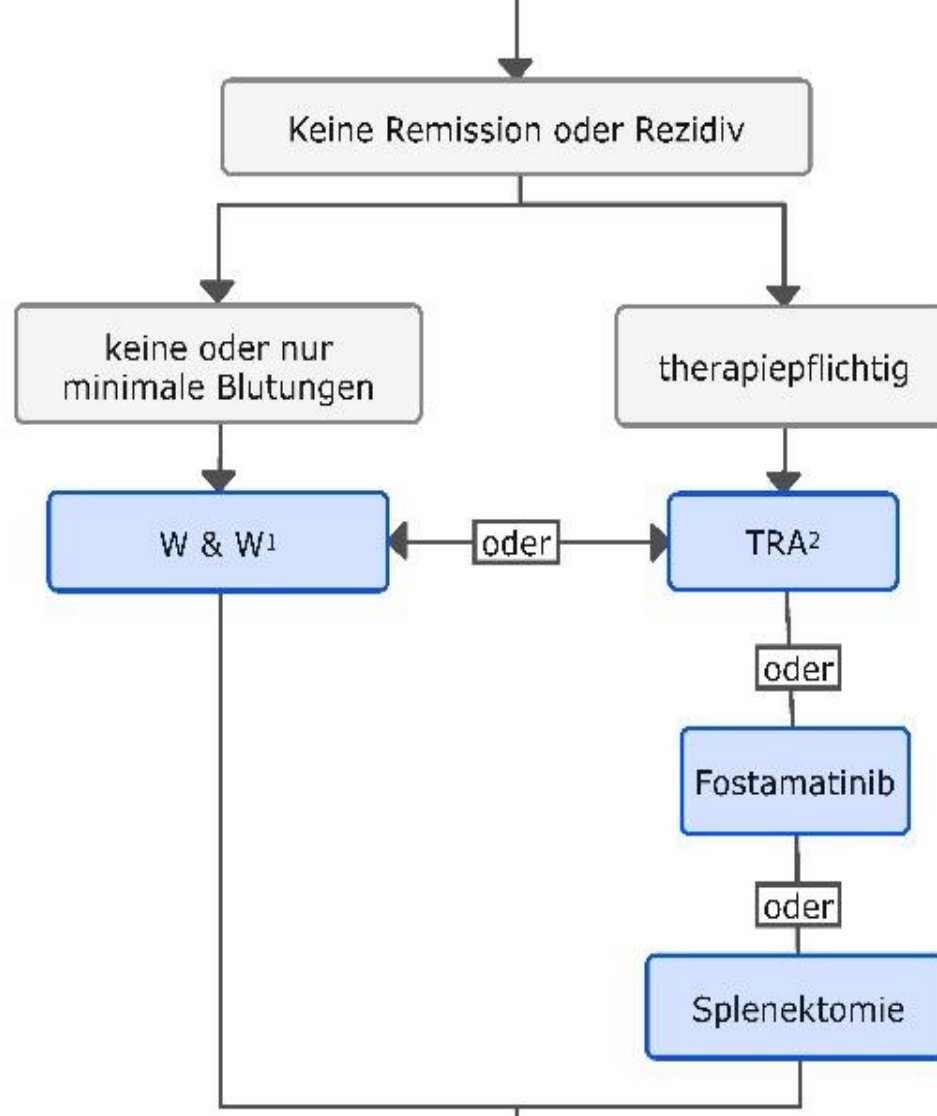 Keine Remission oder Rezidiv
keine oder nur
minimale Blutungen
therapiepflichtig
W & W¹
oder
TRA²
oder
Fostamatinib
oder
Splenektomie